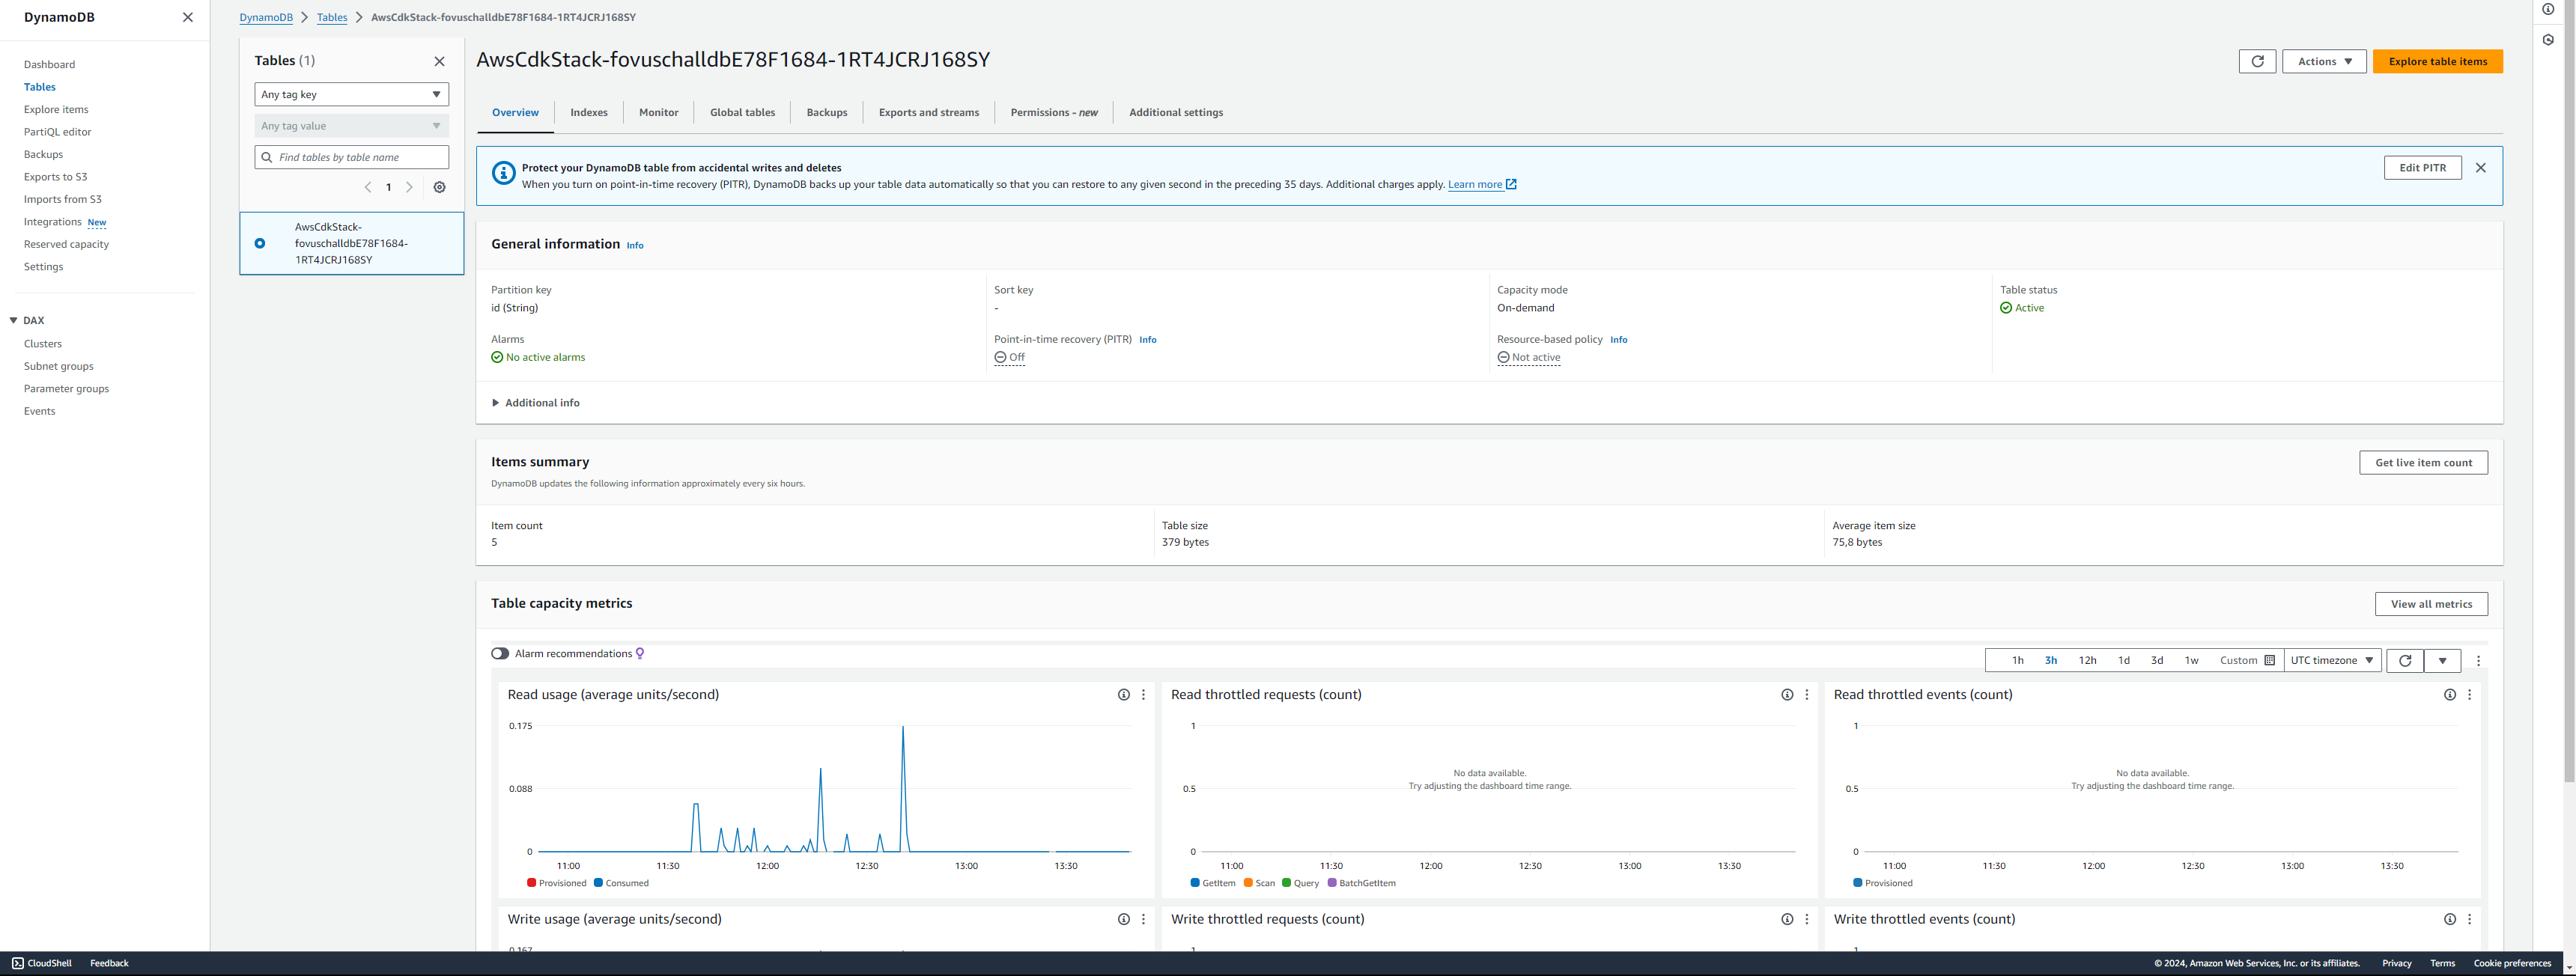 DynamoDB
Dashboard
Tables
Explore items
PartiQL editor
Backups
Exports to S3
Imports from S3
Integrations New
Reserved capacity
Settings
DAX
Clusters
Subnet groups
Parameter groups
Events
DynamoDB Tables AwsCdkStack-fovuschalldbE78F1684-1RT4JCRJ168SY
Tables (1)
Any tag key
Any tag value
Find tables by table name
1
AwsCdkStack-
fovuschalldbE78F1684-
1RT4JCRJ168SY
AwsCdkStack-fovuschalldbE78F1684-1RT4JCRJ168SY
Actions
Explore table items
Overview Indexes Monitor Global tables Backups Exports and streams Permissions - new Additional settings
Protect your DynamoDB table from accidental writes and deletes
When you turn on point-in-time recovery (PITR), DynamoDB backs up your table data automatically so that you can restore to any given second in the preceding 35 days. Additional charges apply. Learn more
Edit PITR
General information Info
Partition key
id (String)
Sort key
-
Capacity mode
On-demand
Table status
Active
Alarms
No active alarms
Point-in-time recovery (PITR) Info
Off
Resource-based policy Info
Not active
Additional info
Items summary
DynamoDB updates the following information approximately every six hours.
Get live item count
Item count
5
Table size
379 bytes
Average item size
75,8 bytes
Table capacity metrics
View all metrics
Alarm recommendations
1h 3h 12h 1d 3d 1w Custom UTC timezone
Read usage (average units/second)
0.175
0.088
0
11:00 11:30 12:00 12:30 13:00 13:30
Provisioned Consumed
Read throttled requests (count)
1
No data available.
Try adjusting the dashboard time range.
0.5
0
11:00 11:30 12:00 12:30 13:00 13:30
GetItem Scan Query BatchGetItem
Read throttled events (count)
1
No data available.
Try adjusting the dashboard time range.
0.5
0
11:00 11:30 12:00 12:30 13:00 13:30
Provisioned
Write usage (average units/second)
0.167
Write throttled requests (count)
1
Write throttled events (count)
1
CloudShell Feedback
© 2024, Amazon Web Services, Inc. or its affiliates. Privacy Terms Cookie preferences